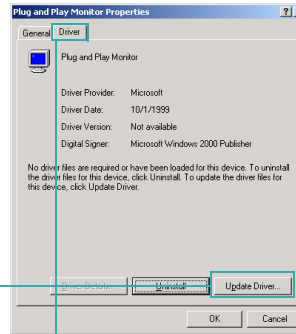 Plug and Play Monitor Properties
General Driver
Plug and Play Monitor
Driver Provider: Microsoft
Driver Date: 10/1/1999
Driver Version: Not available
Digital Signer: Microsoft Windows 2000 Publisher
No driver files are required or have been loaded for this device. To uninstall
the driver files for this device, click Uninstall. To update the driver files for
this device, click Update Driver.
Driver Details... Uninstall Update Driver...
OK Cancel